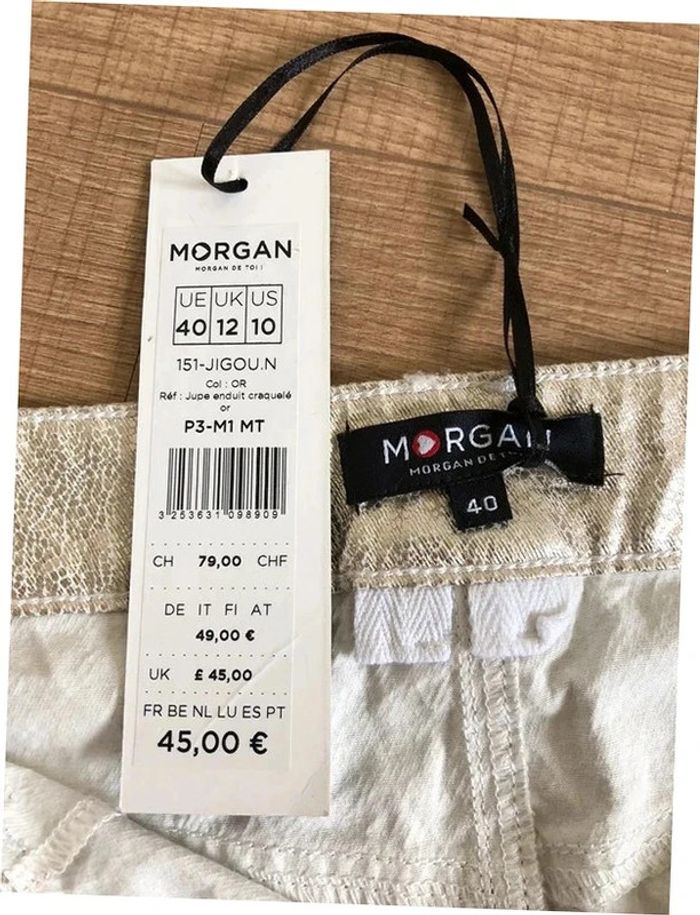 MORGAN
MORGAN DE TOI !
UE UK US
40 12 10
151-JIGOU.N
Col : OR
Réf : Jupe enduit craquelé
or
P3-M1 MT
3 253631 098909
CH 79,00 CHF
DE IT FI AT
49,00 €
UK £ 45,00
FR BE NL LU ES PT
45,00 €
MORGAN
MORGAN DE
40